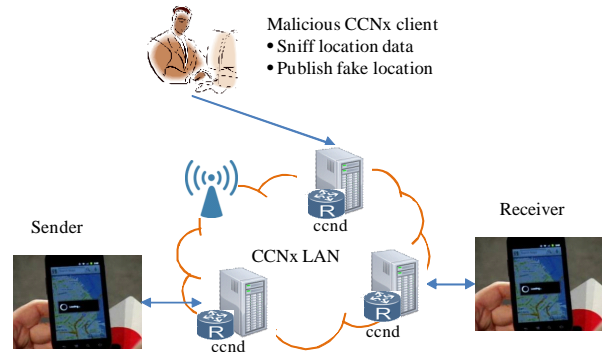 Malicious CCNx client
• Sniff location data
• Publish fake location
R
ccnd
Sender
Receiver
CCNx LAN
R
ccnd
R
ccnd